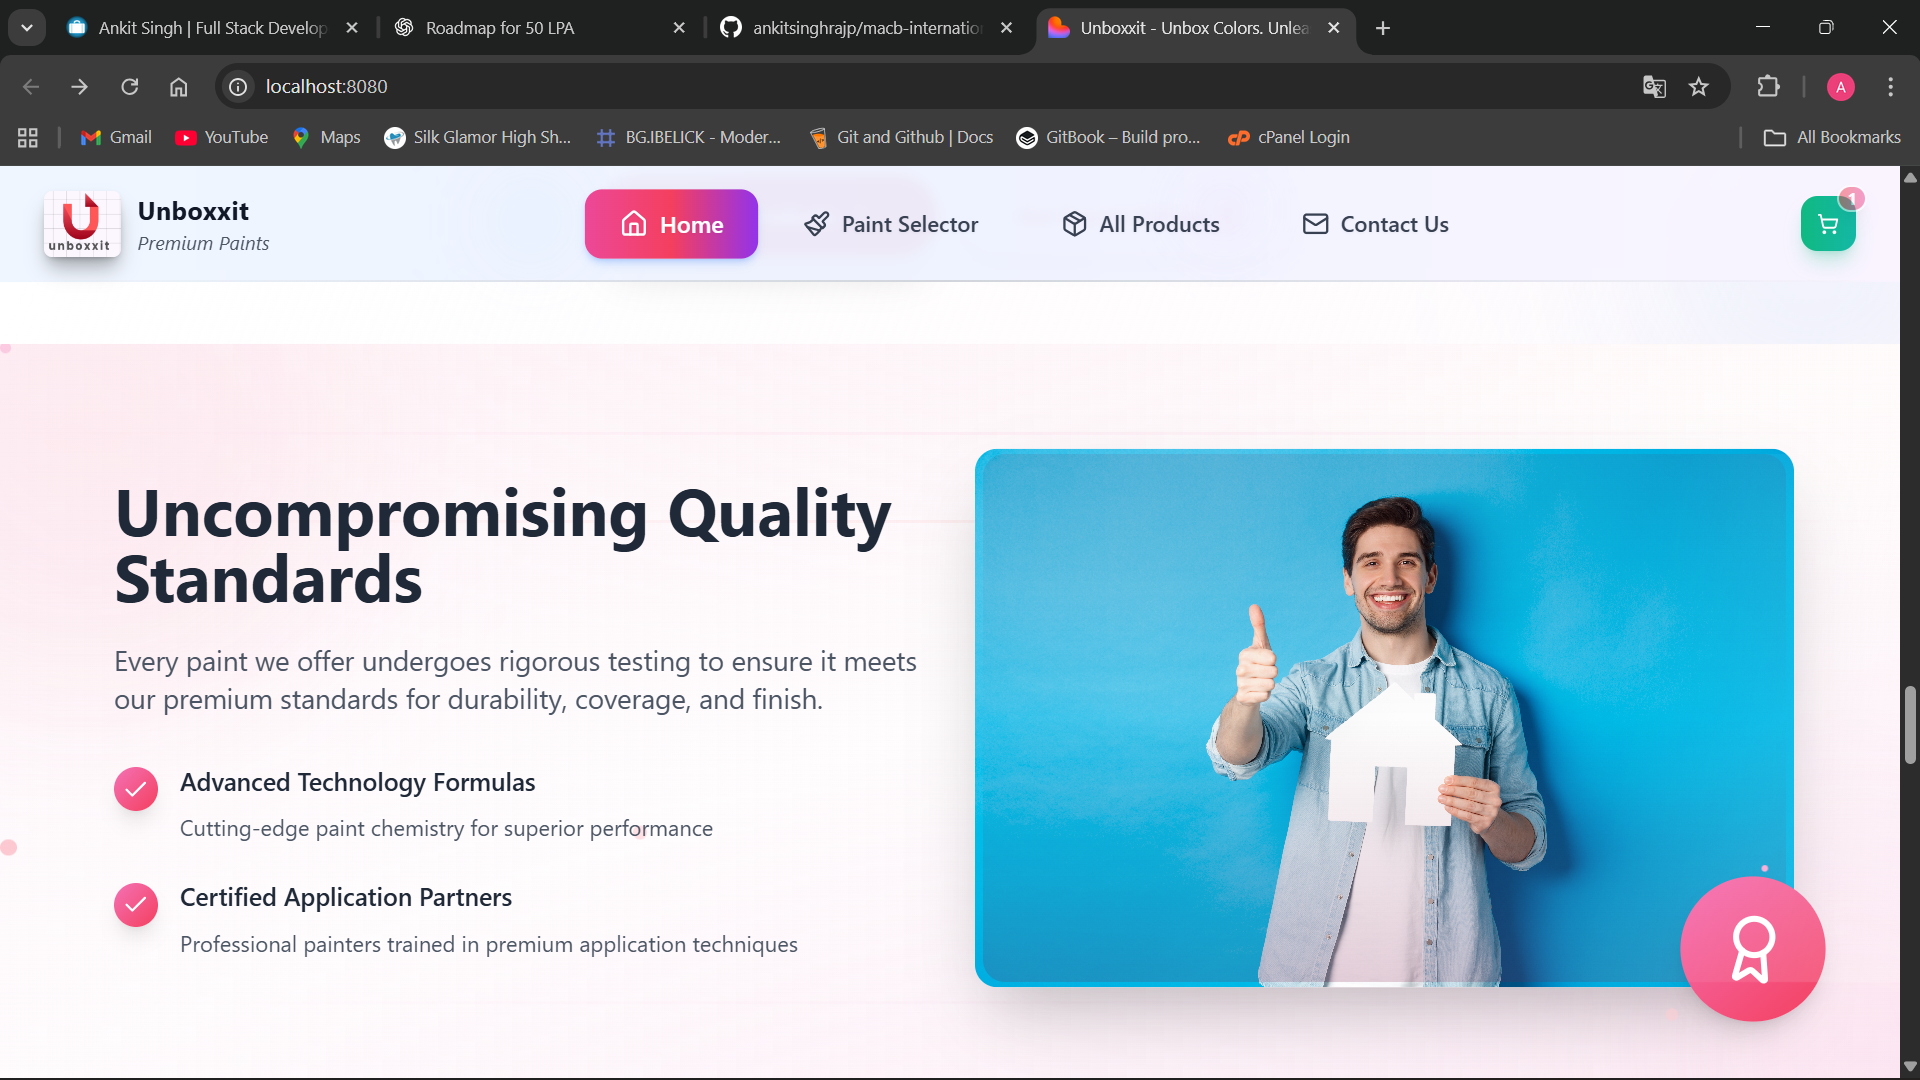 Ankit Singh | Full Stack Develop
Roadmap for 50 LPA
ankitsinghrajp/macb-internatio
Unboxxit - Unbox Colors. Unlea
localhost:8080
A
Gmail
YouTube
Maps
Silk Glamor High Sh...
BG.IBELICK - Moder...
Git and Github | Docs
GitBook – Build pro...
cPanel Login
All Bookmarks
unboxxit
Unboxxit
Premium Paints
Home
Paint Selector
All Products
Contact Us
1
Uncompromising Quality
Standards
Every paint we offer undergoes rigorous testing to ensure it meets
our premium standards for durability, coverage, and finish.
Advanced Technology Formulas
Cutting-edge paint chemistry for superior performance
Certified Application Partners
Professional painters trained in premium application techniques